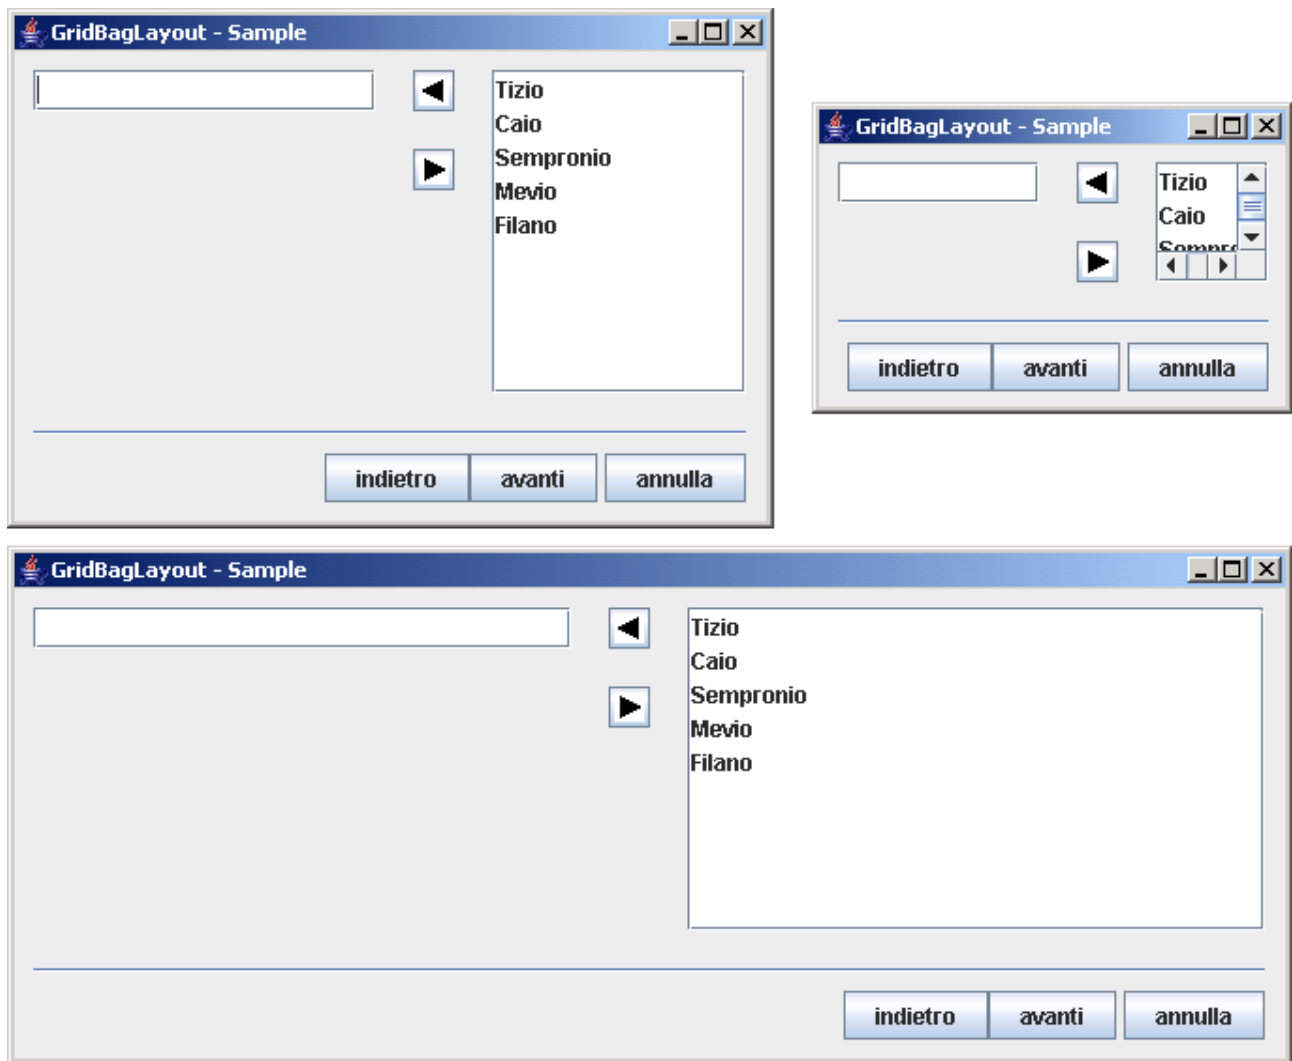 GridBagLayout - Sample
Tizio
Caio
Sempronio
Mevio
Filano
indietro avanti annulla
GridBagLayout - Sample
Tizio
Caio
indietro avanti annulla
GridBagLayout - Sample
Tizio
Caio
Sempronio
Mevio
Filano
indietro avanti annulla